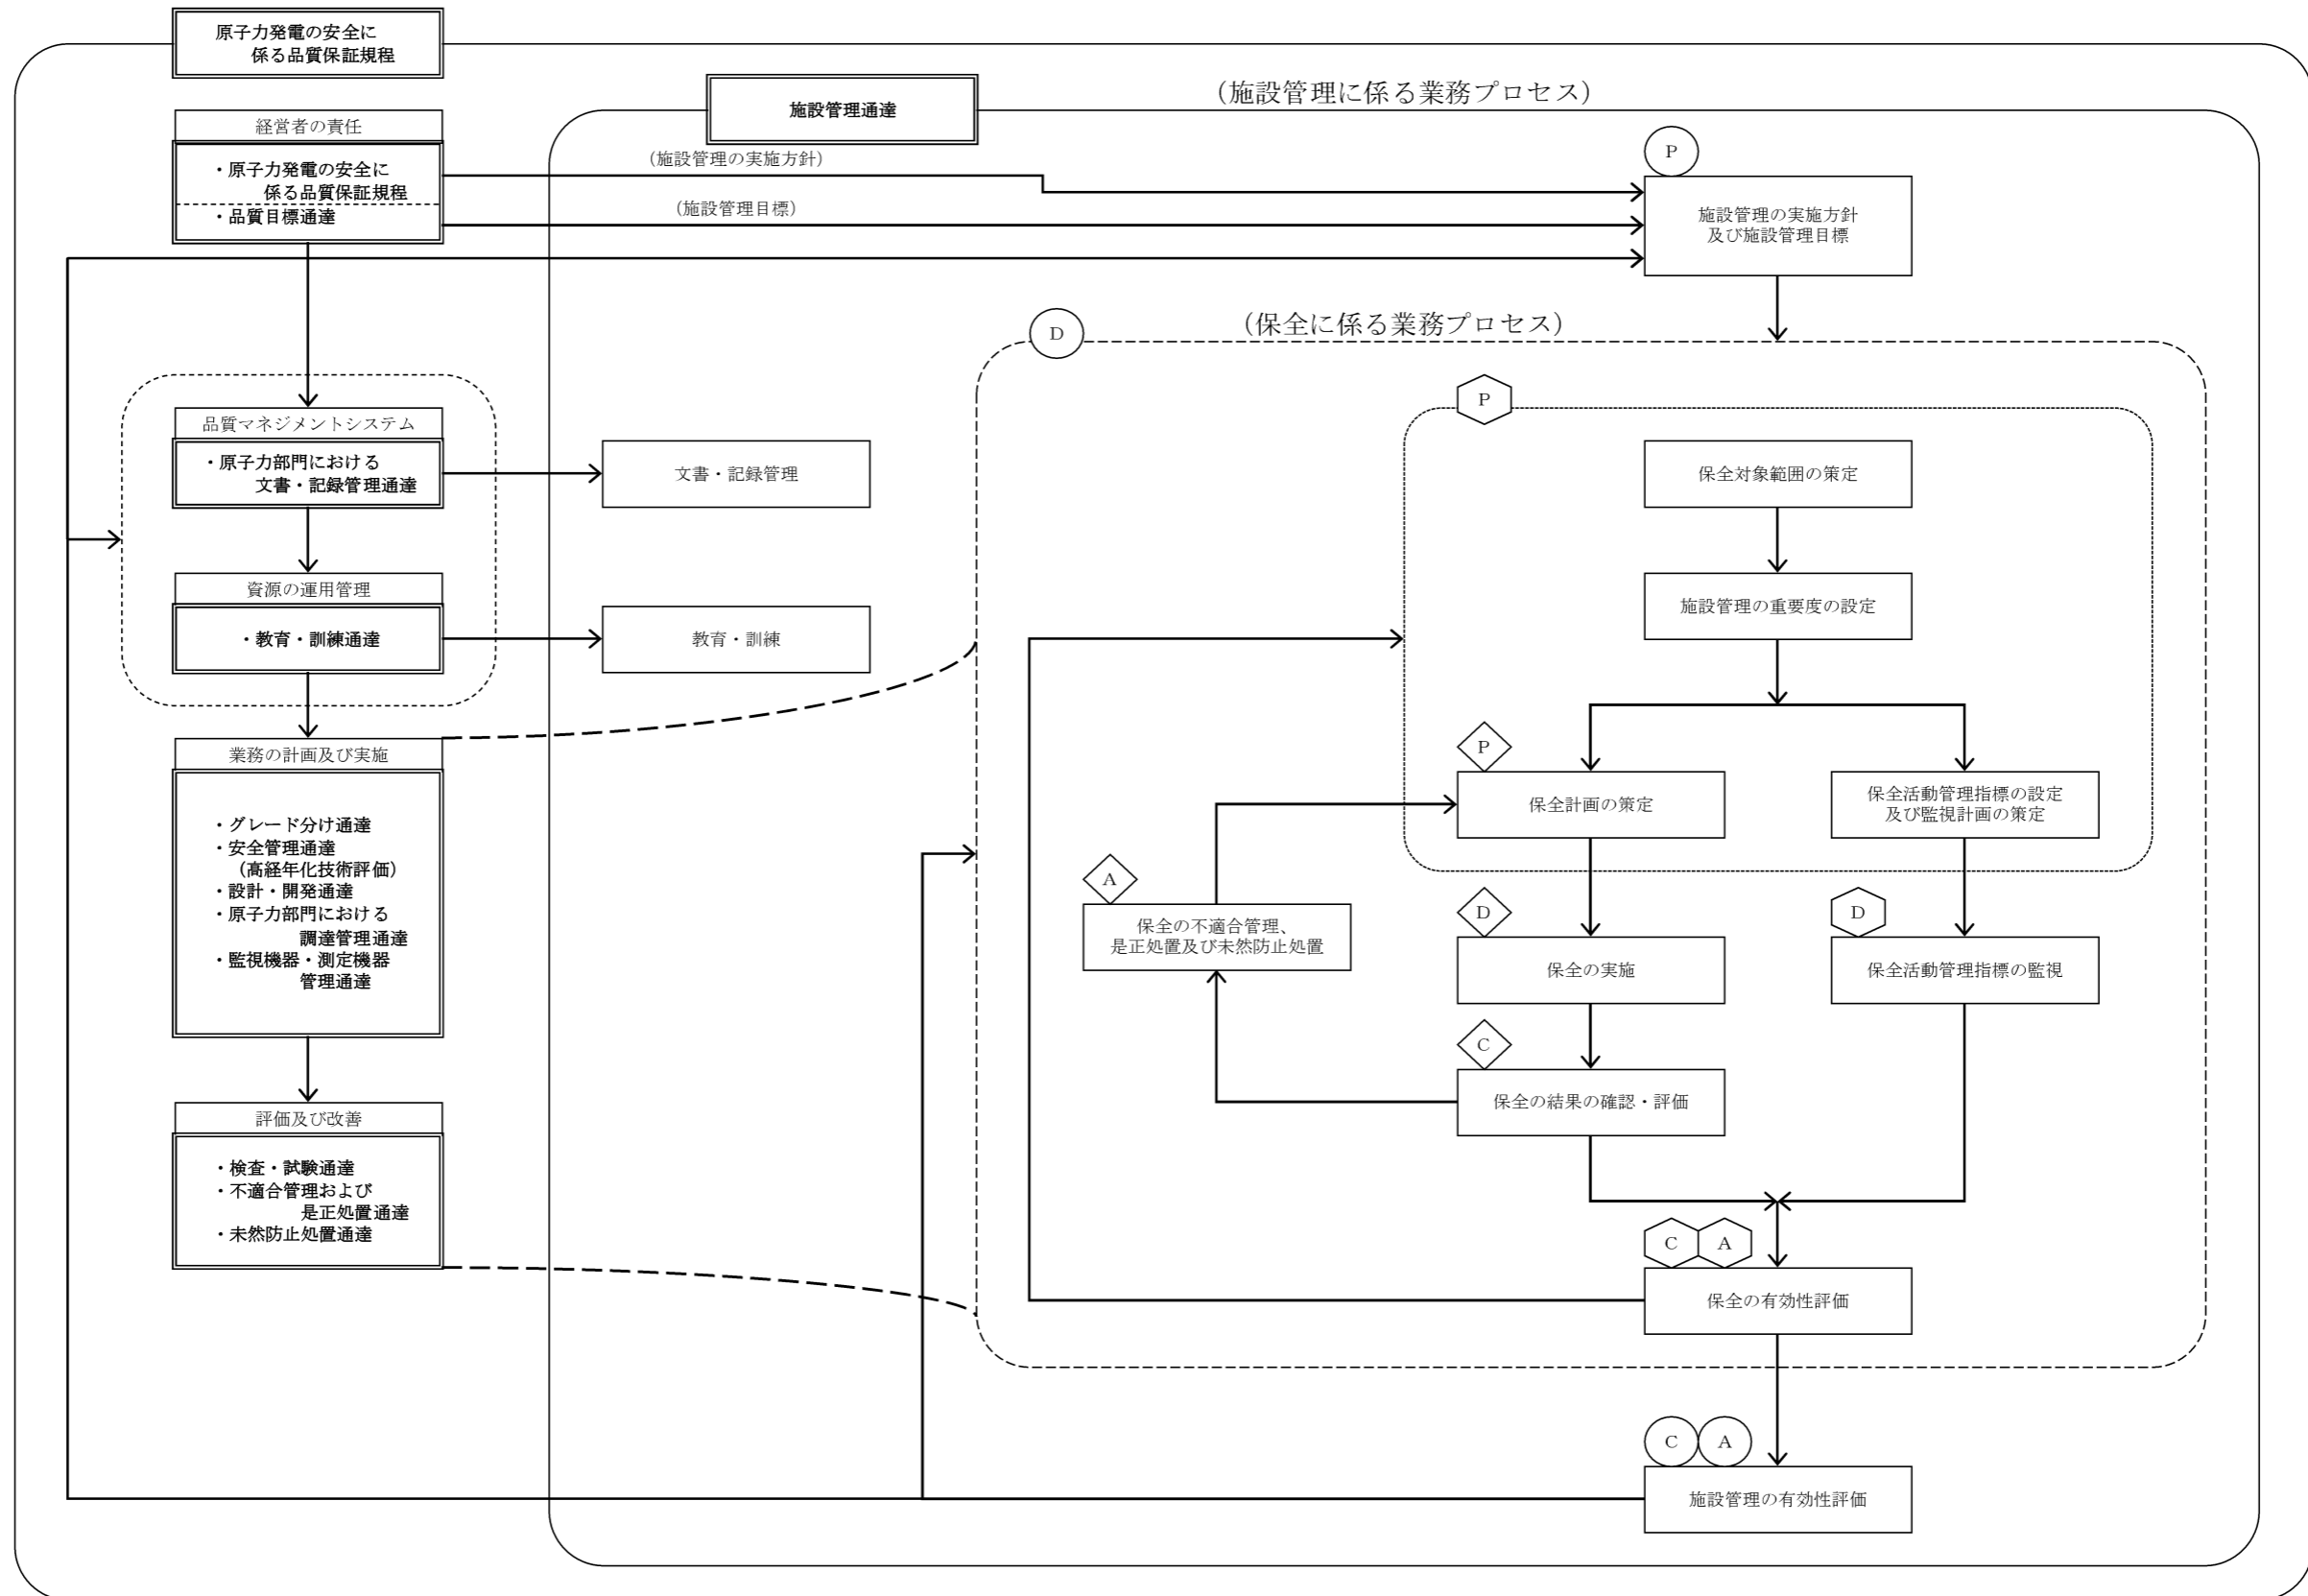 原子力発電の安全に
係る品質保証規程
施設管理通達
（施設管理に係る業務プロセス）
経営者の責任
・原子力発電の安全に
係る品質保証規程
・品質目標通達
（施設管理の実施方針）
（施設管理目標）
P
施設管理の実施方針
及び施設管理目標
D
（保全に係る業務プロセス）
品質マネジメントシステム
・原子力部門における
文書・記録管理通達
文書・記録管理
資源の運用管理
・教育・訓練通達
教育・訓練
P
保全対象範囲の策定
施設管理の重要度の設定
業務の計画及び実施
・グレード分け通達
・安全管理通達
（高経年化技術評価）
・設計・開発通達
・原子力部門における
調達管理通達
・監視機器・測定機器
管理通達
P
保全計画の策定
保全活動管理指標の設定
及び監視計画の策定
A
保全の不適合管理、
是正処置及び未然防止処置
D
保全の実施
D
保全活動管理指標の監視
C
保全の結果の確認・評価
評価及び改善
・検査・試験通達
・不適合管理および
是正処置通達
・未然防止処置通達
C
A
保全の有効性評価
C
A
施設管理の有効性評価